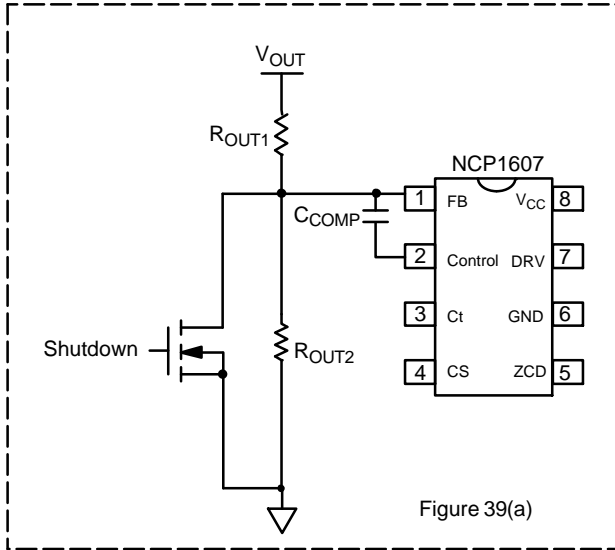 VOUT
ROUT1
NCP1607
1 FB VCC 8
CCOMP
2 Control DRV 7
3 Ct GND 6
Shutdown
ROUT2
4 CS ZCD 5
Figure 39(a)